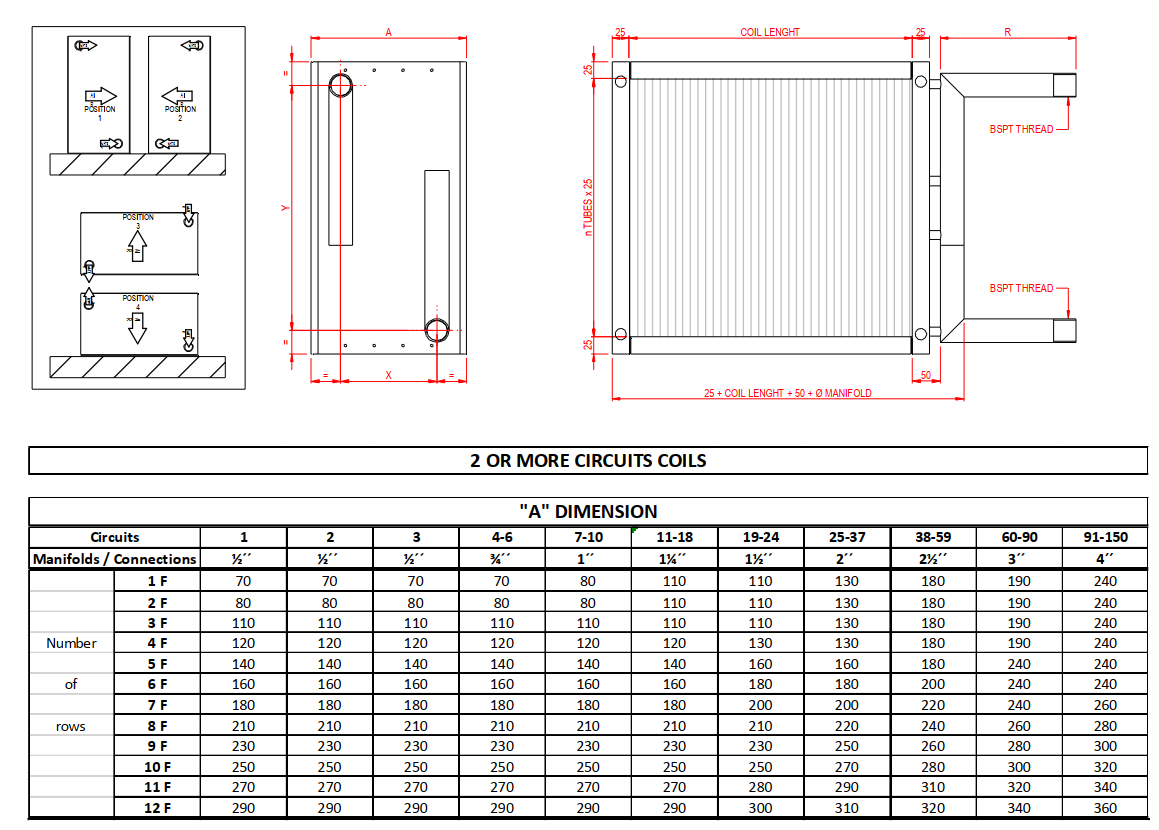 POSITION
1
POSITION
2
POSITION
3
POSITION
4
A
=
Y
=
=
X
=
25
COIL LENGHT
25
R
25
n TUBES x 25
25
BSPT THREAD
BSPT THREAD
50
25 + COIL LENGHT + 50 + Ø MANIFOLD
2 OR MORE CIRCUITS COILS
"A" DIMENSION
Circuits 1 2 3 4-6 7-10 11-18 19-24 25-37 38-59 60-90 91-150
Manifolds / Connections ½´´ ½´´ ½´´ ¾´´ 1´´ 1¼´´ 1½´´ 2´´ 2½´´ 3´´ 4´´
1 F 70 70 70 70 80 110 110 130 180 190 240
2 F 80 80 80 80 80 110 110 130 180 190 240
3 F 110 110 110 110 110 110 110 130 180 190 240
Number 4 F 120 120 120 120 120 120 130 130 180 190 240
5 F 140 140 140 140 140 140 160 160 180 240 240
of 6 F 160 160 160 160 160 160 180 180 200 240 240
7 F 180 180 180 180 180 180 200 200 220 240 260
rows 8 F 210 210 210 210 210 210 210 220 240 260 280
9 F 230 230 230 230 230 230 230 250 260 280 300
10 F 250 250 250 250 250 250 250 270 280 300 320
11 F 270 270 270 270 270 270 280 290 310 320 340
12 F 290 290 290 290 290 290 300 310 320 340 360